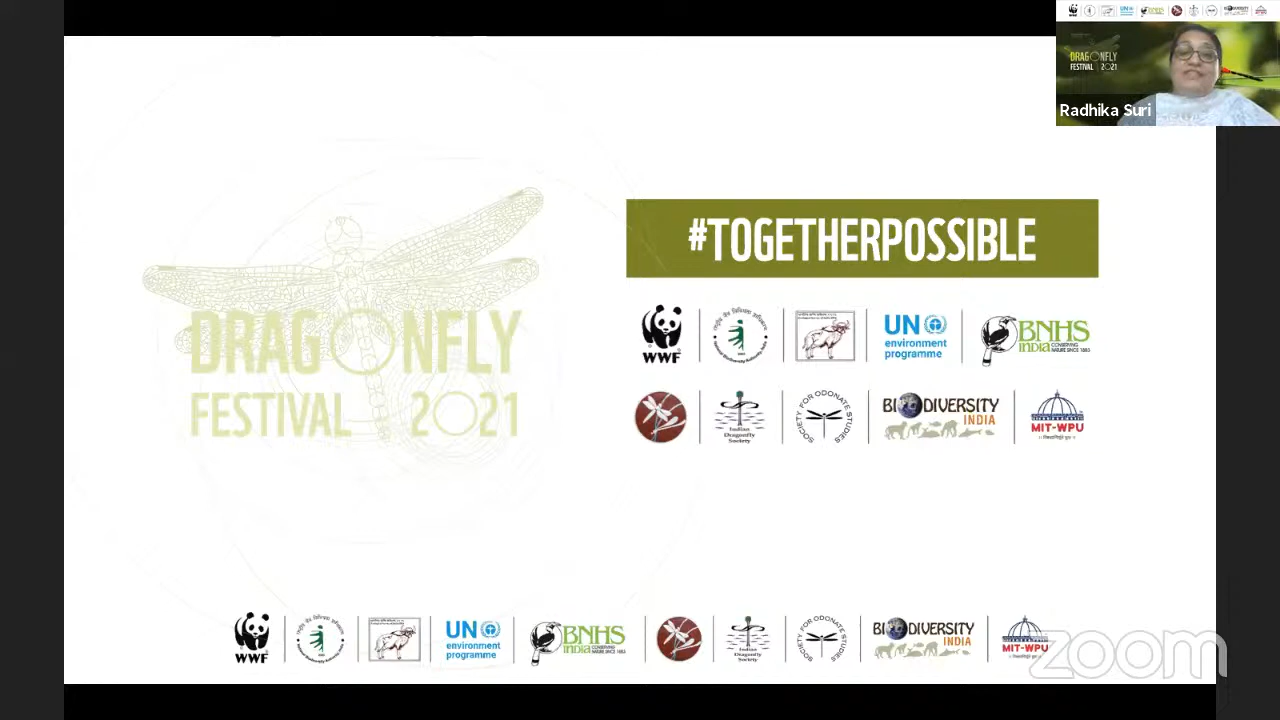 DRAGONFLY
FESTIVAL 2021
Radhika Suri
#TOGETHERPOSSIBLE
DRAGONFLY
FESTIVAL 2021
WWF
UN
environment
programme
BNHS
India
CONSERVING
NATURE SINCE 1883
Indian
Dragonfly
Society
SOCIETY FOR ODONATE STUDIES
BIODIVERSITY
INDIA
MIT-WPU
WWF
UN
environment
programme
BNHS
India
CONSERVING
NATURE SINCE 1883
Indian
Dragonfly
Society
SOCIETY FOR ODONATE STUDIES
BIODIVERSITY
INDIA
MIT-WPU
zoom